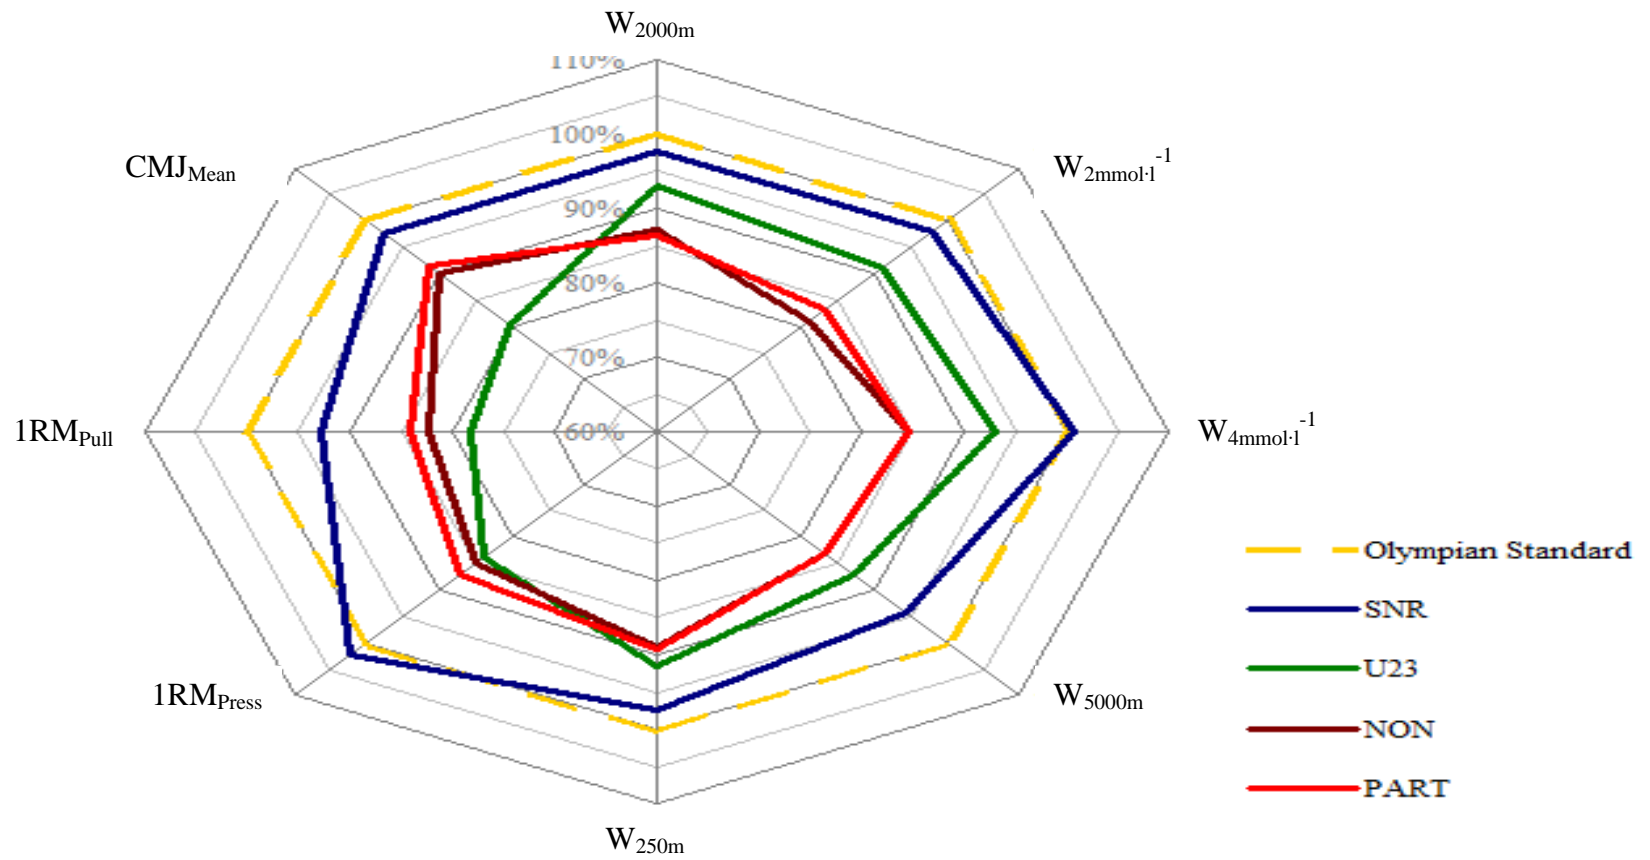 W2000m
110%
CMJMean
100%
W2mmol·l-1
90%
80%
70%
1RMPull
60%
W4mmol·l-1
Olympian Standard
SNR
U23
NON
PART
1RMPress
W5000m
W250m